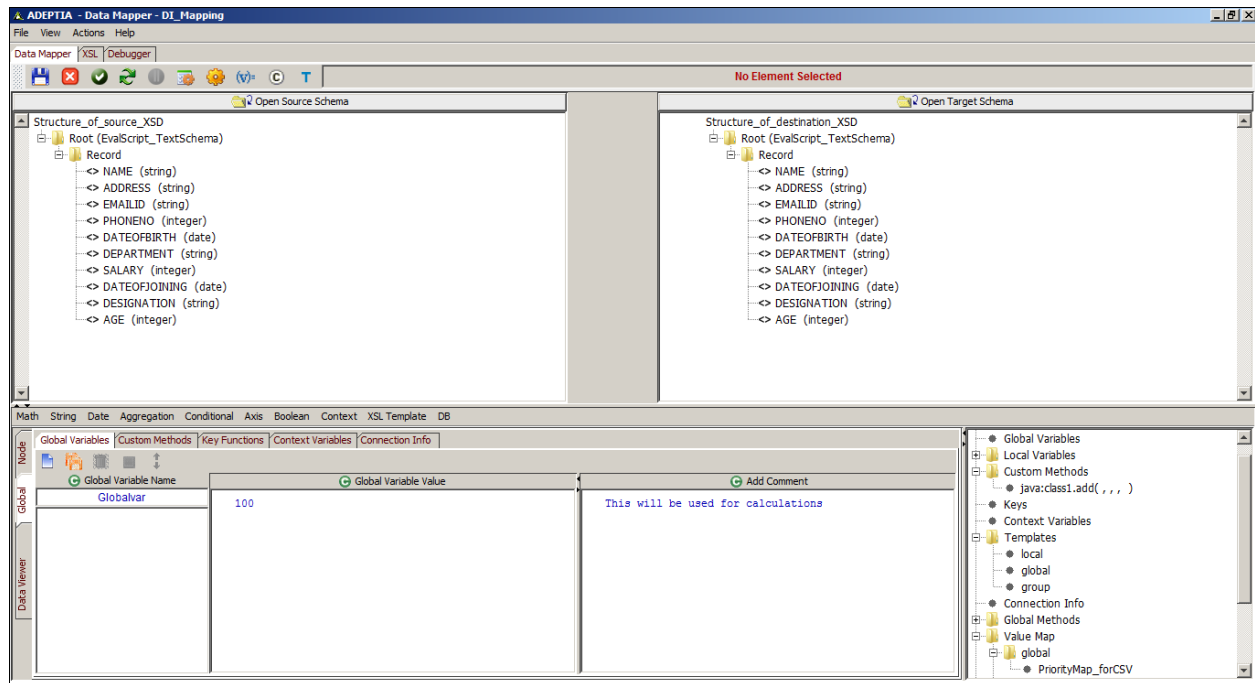 ADEPTIA - Data Mapper - DI_Mapping
File View Actions Help
Data Mapper XSL Debugger
(v)= C T No Element Selected
Open Source Schema
Open Target Schema
Structure_of_source_XSD
Root (EvalScript_TextSchema)
Record
<> NAME (string)
<> ADDRESS (string)
<> EMAILID (string)
<> PHONENO (integer)
<> DATEOFBIRTH (date)
<> DEPARTMENT (string)
<> SALARY (integer)
<> DATEOFJOINING (date)
<> DESIGNATION (string)
<> AGE (integer)
Structure_of_destination_XSD
Root (EvalScript_TextSchema)
Record
<> NAME (string)
<> ADDRESS (string)
<> EMAILID (string)
<> PHONENO (integer)
<> DATEOFBIRTH (date)
<> DEPARTMENT (string)
<> SALARY (integer)
<> DATEOFJOINING (date)
<> DESIGNATION (string)
<> AGE (integer)
Math String Date Aggregation Conditional Axis Boolean Context XSL Template DB
Node
Global
Data Viewer
Global Variables Custom Methods Key Functions Context Variables Connection Info
Global Variable Name
Global Variable Value
Add Comment
Globalvar
100
This will be used for calculations
Global Variables
Local Variables
Custom Methods
java:class1.add( , , , )
Keys
Context Variables
Templates
local
global
group
Connection Info
Global Methods
Value Map
global
PriorityMap_forCSV